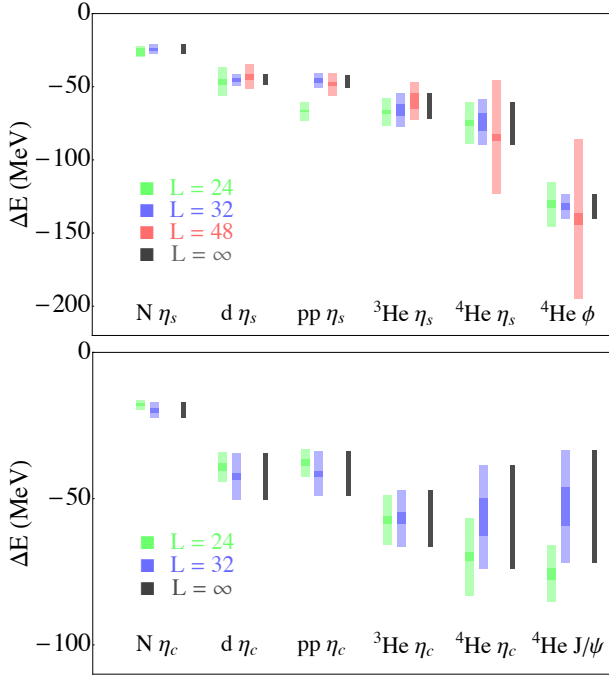 0
−50
−100
−150
−200
ΔE (MeV)
L = 24
L = 32
L = 48
L = ∞
N ηs d ηs pp ηs ³He ηs ⁴He ηs ⁴He ϕ
0
−50
−100
ΔE (MeV)
L = 24
L = 32
L = ∞
N ηc d ηc pp ηc ³He ηc ⁴He ηc ⁴He J/ψ